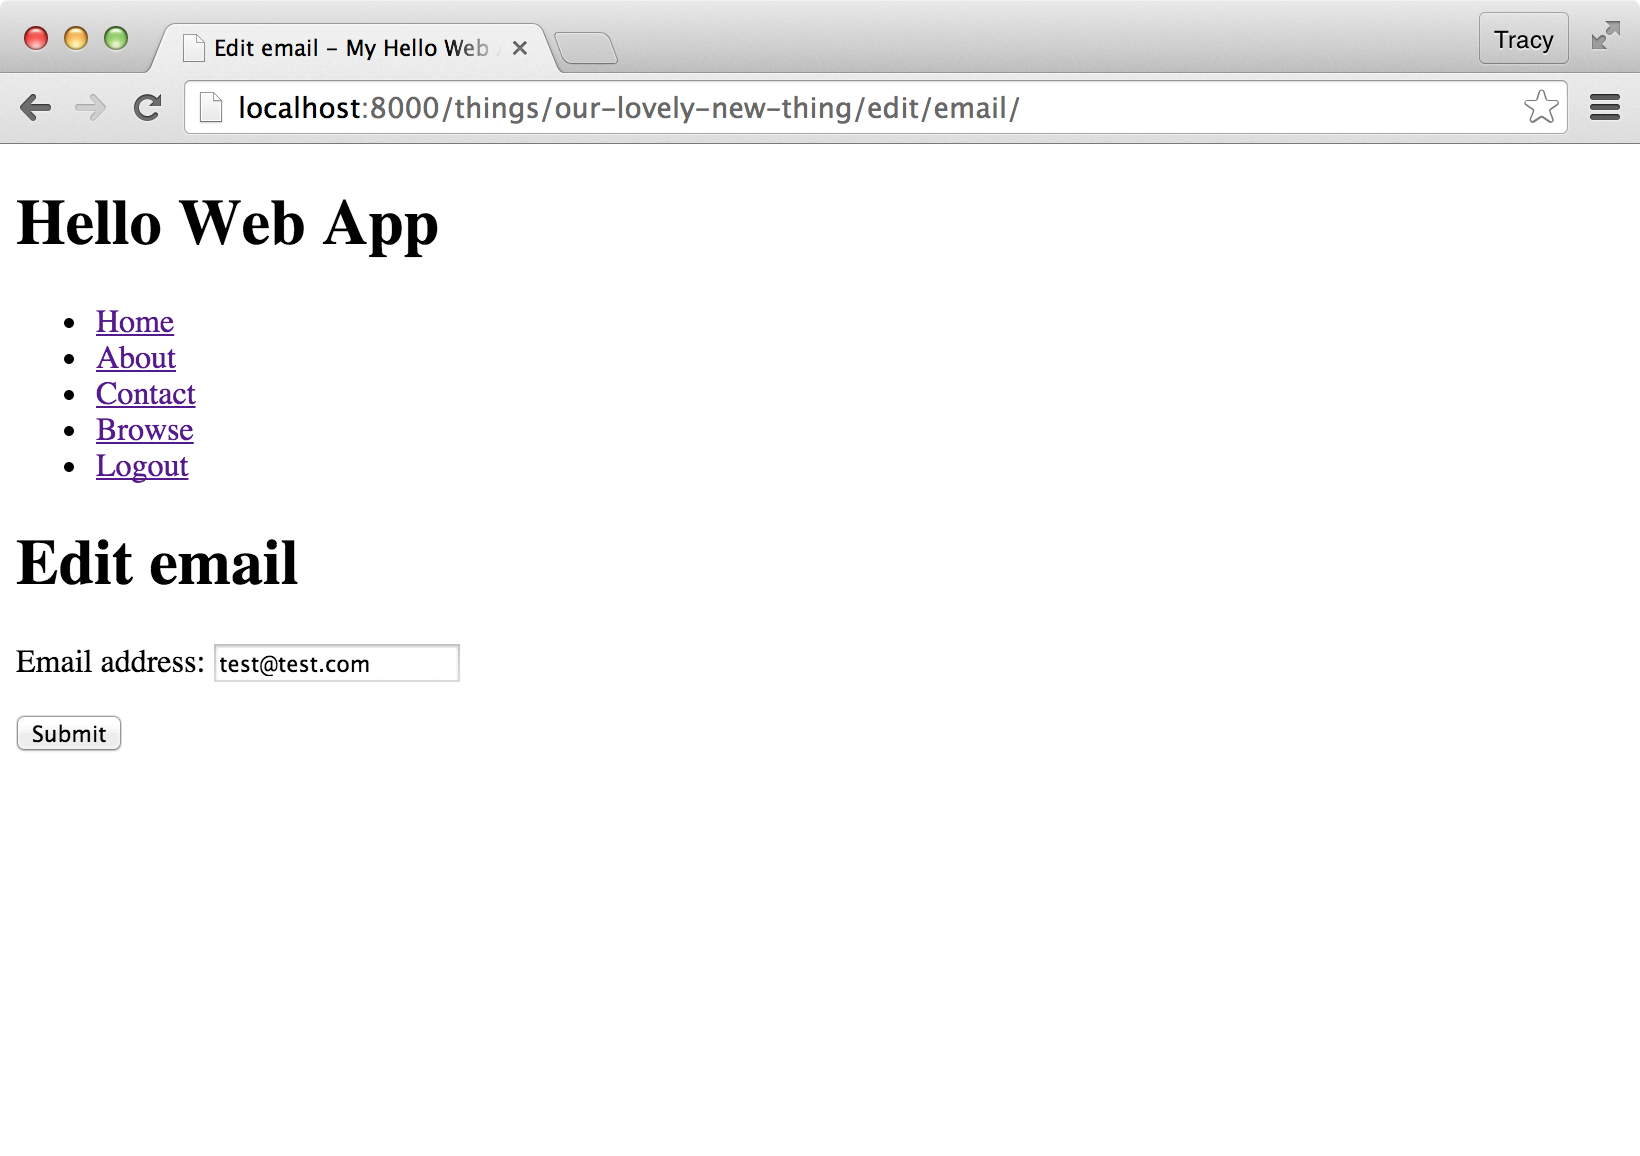 Edit email – My Hello Web
Tracy
localhost:8000/things/our-lovely-new-thing/edit/email/
Hello Web App
Home
About
Contact
Browse
Logout
Edit email
Email address: test@test.com
Submit